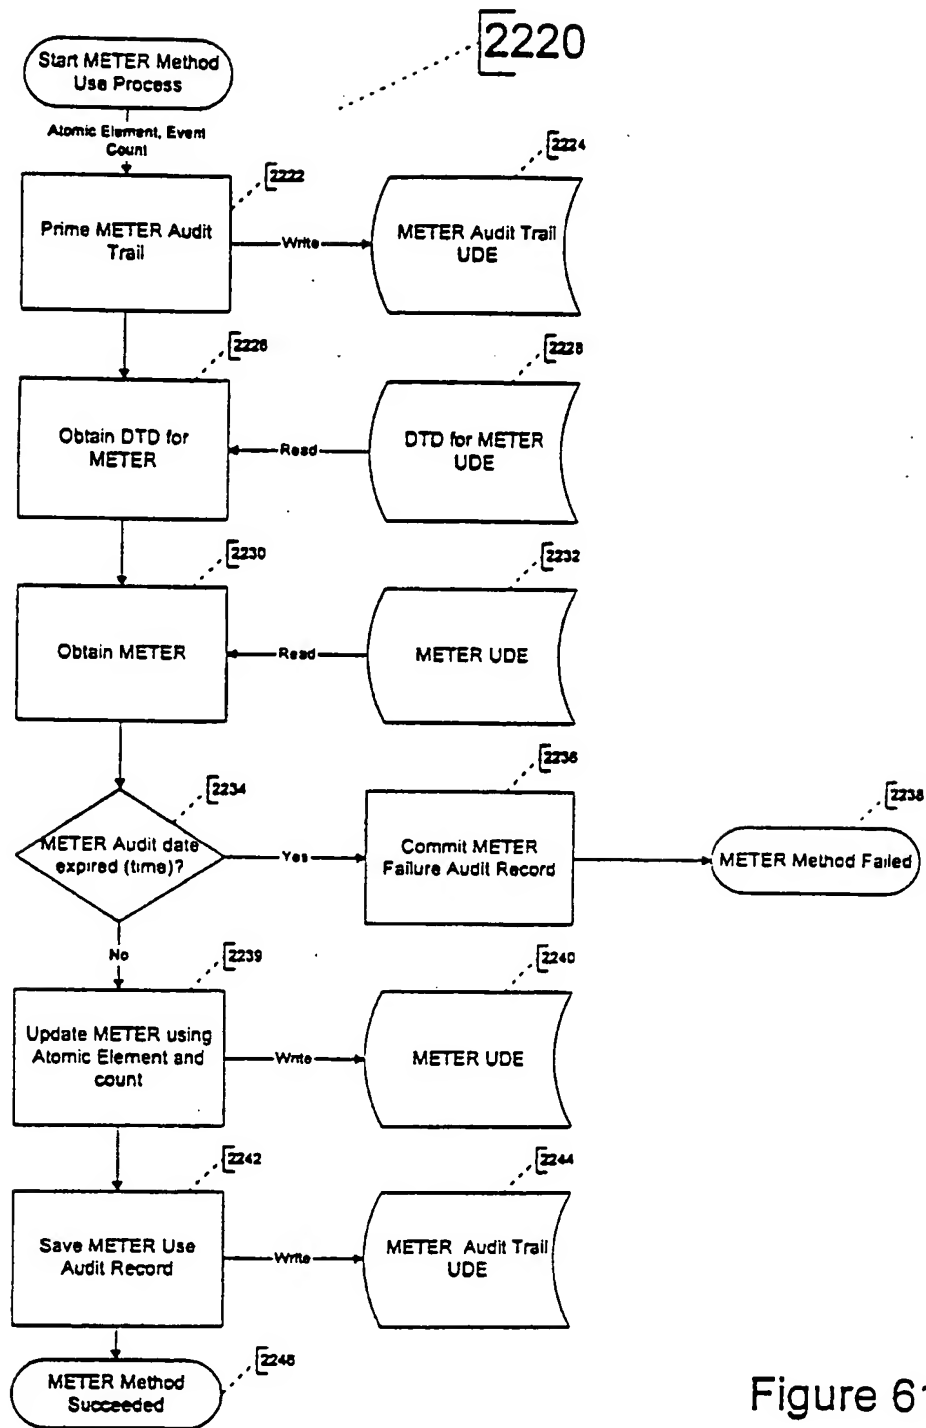 2220
Start METER Method
Use Process
Atomic Element, Event
Count
2222
Prime METER Audit
Trail
Write
2224
METER Audit Trail
UDE
2226
Obtain DTD for
METER
Read
2228
DTD for METER
UDE
2230
Obtain METER
Read
2232
METER UDE
2234
METER Audit date
expired (time)?
Yes
2236
Commit METER
Failure Audit Record
2238
METER Method Failed
No
2239
Update METER using
Atomic Element and
count
Write
2240
METER UDE
2242
Save METER Use
Audit Record
Write
2244
METER Audit Trail
UDE
2246
METER Method
Succeeded
Figure 61